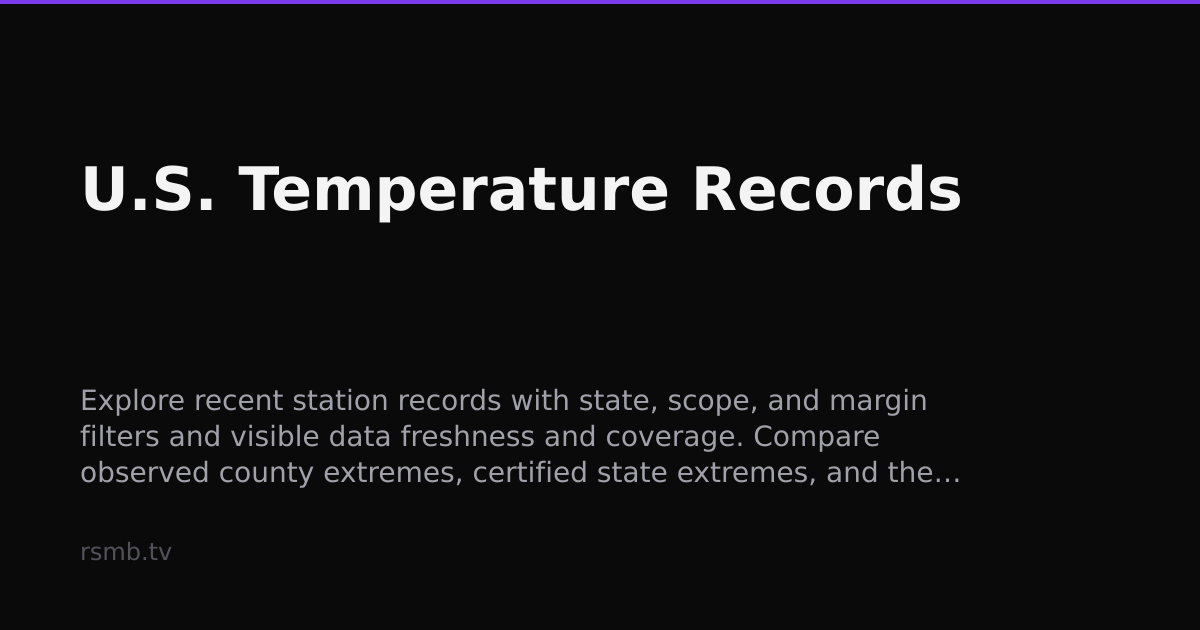 U.S. Temperature Records
Explore recent station records with state, scope, and margin
filters and visible data freshness and coverage. Compare
observed county extremes, certified state extremes, and the…
rsmb.tv